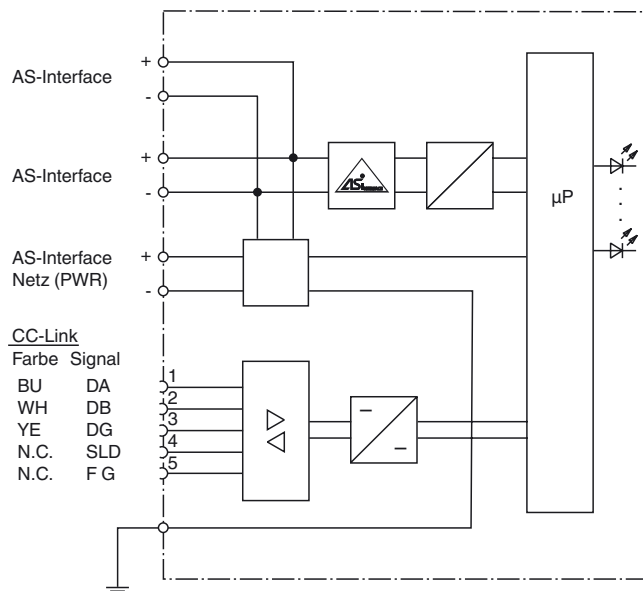 AS-Interface
+
-
AS-Interface
+
-
AS-Interface
Netz (PWR)
+
-
µP
CC-Link
Farbe Signal
BU DA 1
WH DB 2
YE DG 3
N.C. SLD 4
N.C. F G 5